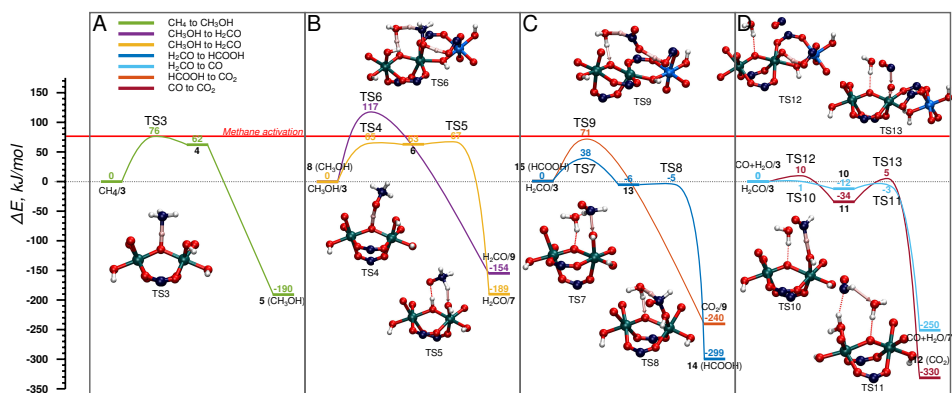 A
B
C
D
CH₄ to CH₃OH
CH₃OH to H₂CO
CH₃OH to H₂CO
H₂CO to HCOOH
H₂CO to CO
HCOOH to CO₂
CO to CO₂
ΔE, kJ/mol
150
100
50
0
-50
-100
-150
-200
-250
-300
-350
Methane activation
TS3
76
62
4
0
CH₄/3
TS3
-190
5 (CH₃OH)
TS6
TS6
117
TS4
TS5
67
63
6
8 (CH₃OH)
0
CH₃OH/3
TS4
TS5
H₂CO/9
-154
-189
H₂CO/7
TS9
TS9
71
TS7
38
TS8
-5
-6
13
15 (HCOOH)
0
H₂CO/3
TS7
TS8
CO₂/9
-240
-299
14 (HCOOH)
TS12
TS13
CO+H₂O/3
0
H₂CO/3
TS12
10
1
TS10
10
-12
-34
11
TS13
5
-3
TS11
TS10
TS11
-250
CO+H₂O/7
12 (CO₂)
-330